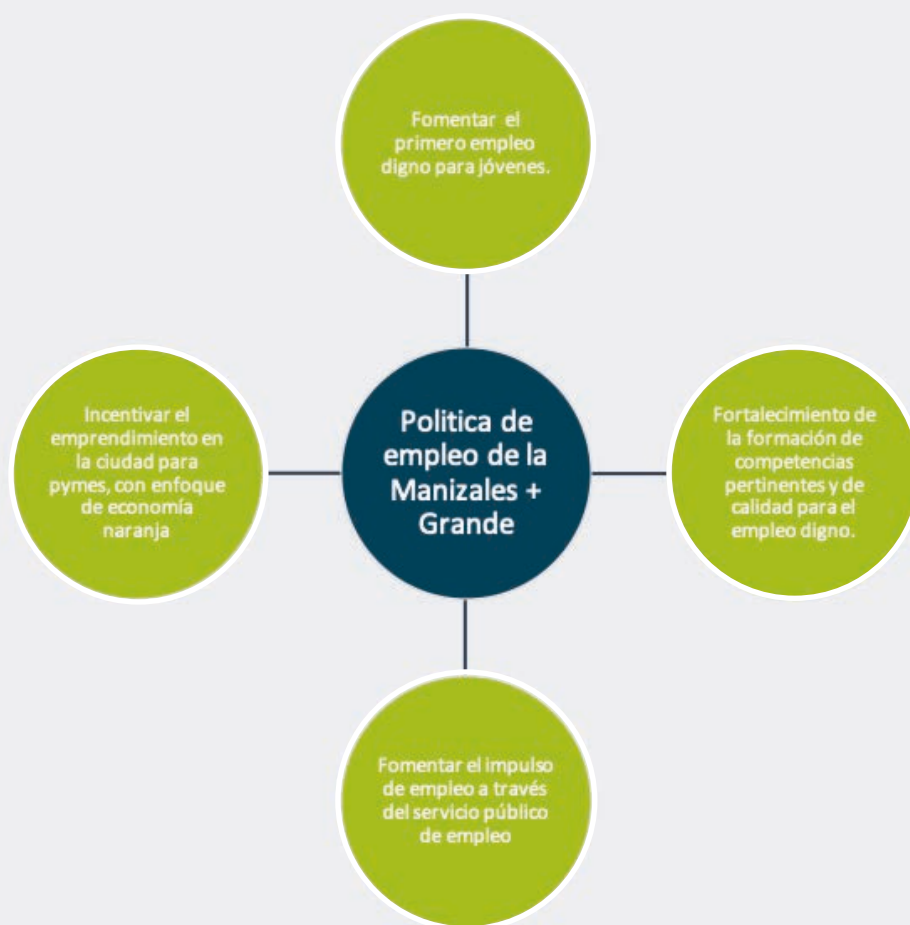 Fomentar el
primero empleo
digno para jóvenes.
Incentivar el
emprendimiento en
la ciudad para
pymes, con enfoque
de economía
naranja
Politica de
empleo de la
Manizales +
Grande
Fortalecimiento de
la formación de
competencias
pertinentes y de
calidad para el
empleo digno.
Fomentar el impulso
de empleo a través
del servicio público
de empleo